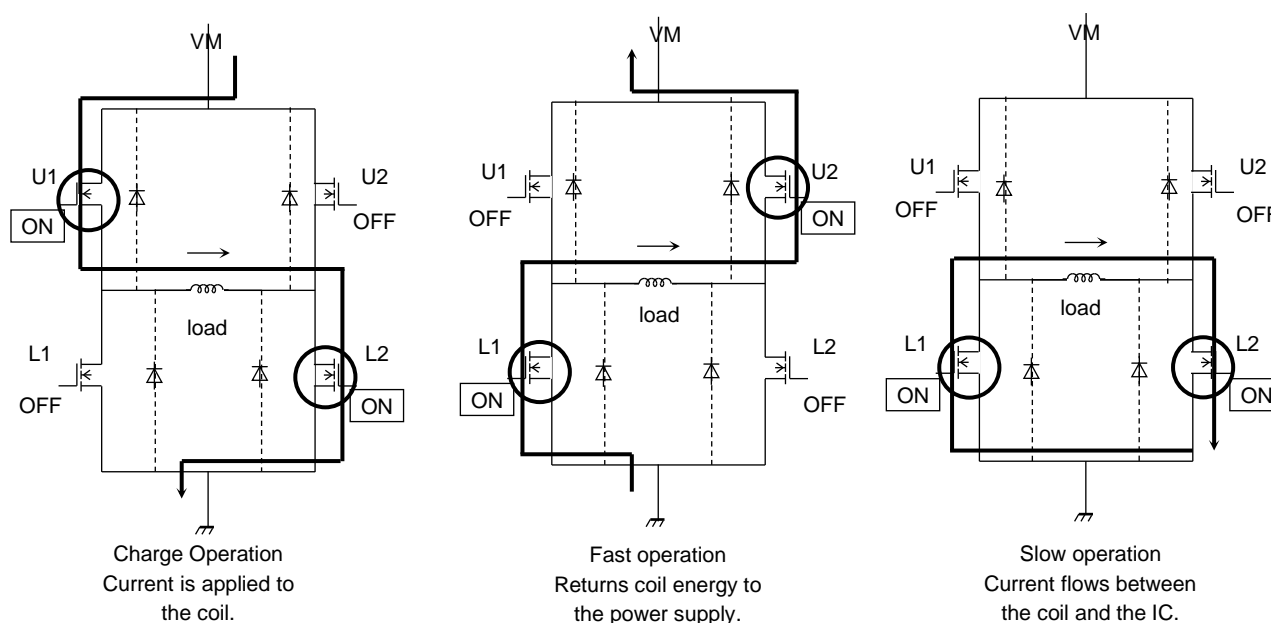 VM
U1
U2
ON
OFF
load
L1
L2
OFF
ON
Charge Operation
Current is applied to
the coil.
VM
U1
U2
OFF
ON
load
L1
L2
ON
OFF
Fast operation
Returns coil energy to
the power supply.
VM
U1
U2
OFF
OFF
load
L1
L2
ON
ON
Slow operation
Current flows between
the coil and the IC.